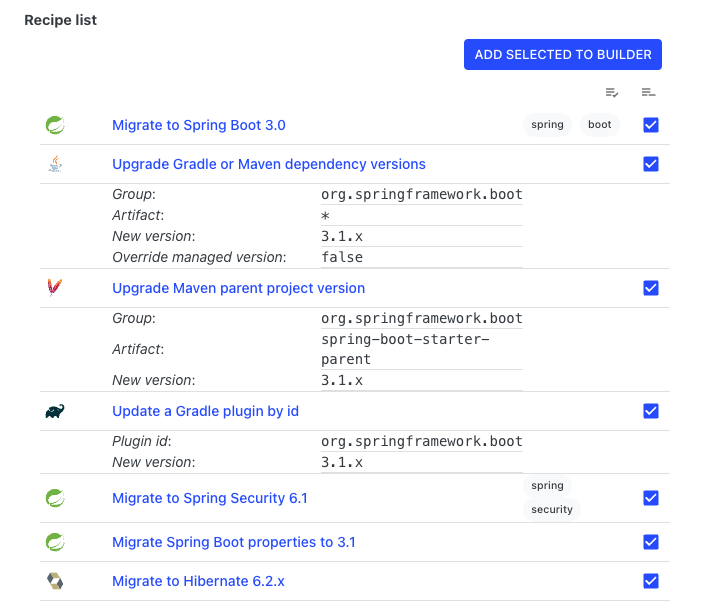 Recipe list
ADD SELECTED TO BUILDER
Migrate to Spring Boot 3.0 spring boot
Upgrade Gradle or Maven dependency versions
Group: org.springframework.boot
Artifact: *
New version: 3.1.x
Override managed version: false
Upgrade Maven parent project version
Group: org.springframework.boot
Artifact: spring-boot-starter-
parent
New version: 3.1.x
Update a Gradle plugin by id
Plugin id: org.springframework.boot
New version: 3.1.x
Migrate to Spring Security 6.1 spring
security
Migrate Spring Boot properties to 3.1
Migrate to Hibernate 6.2.x